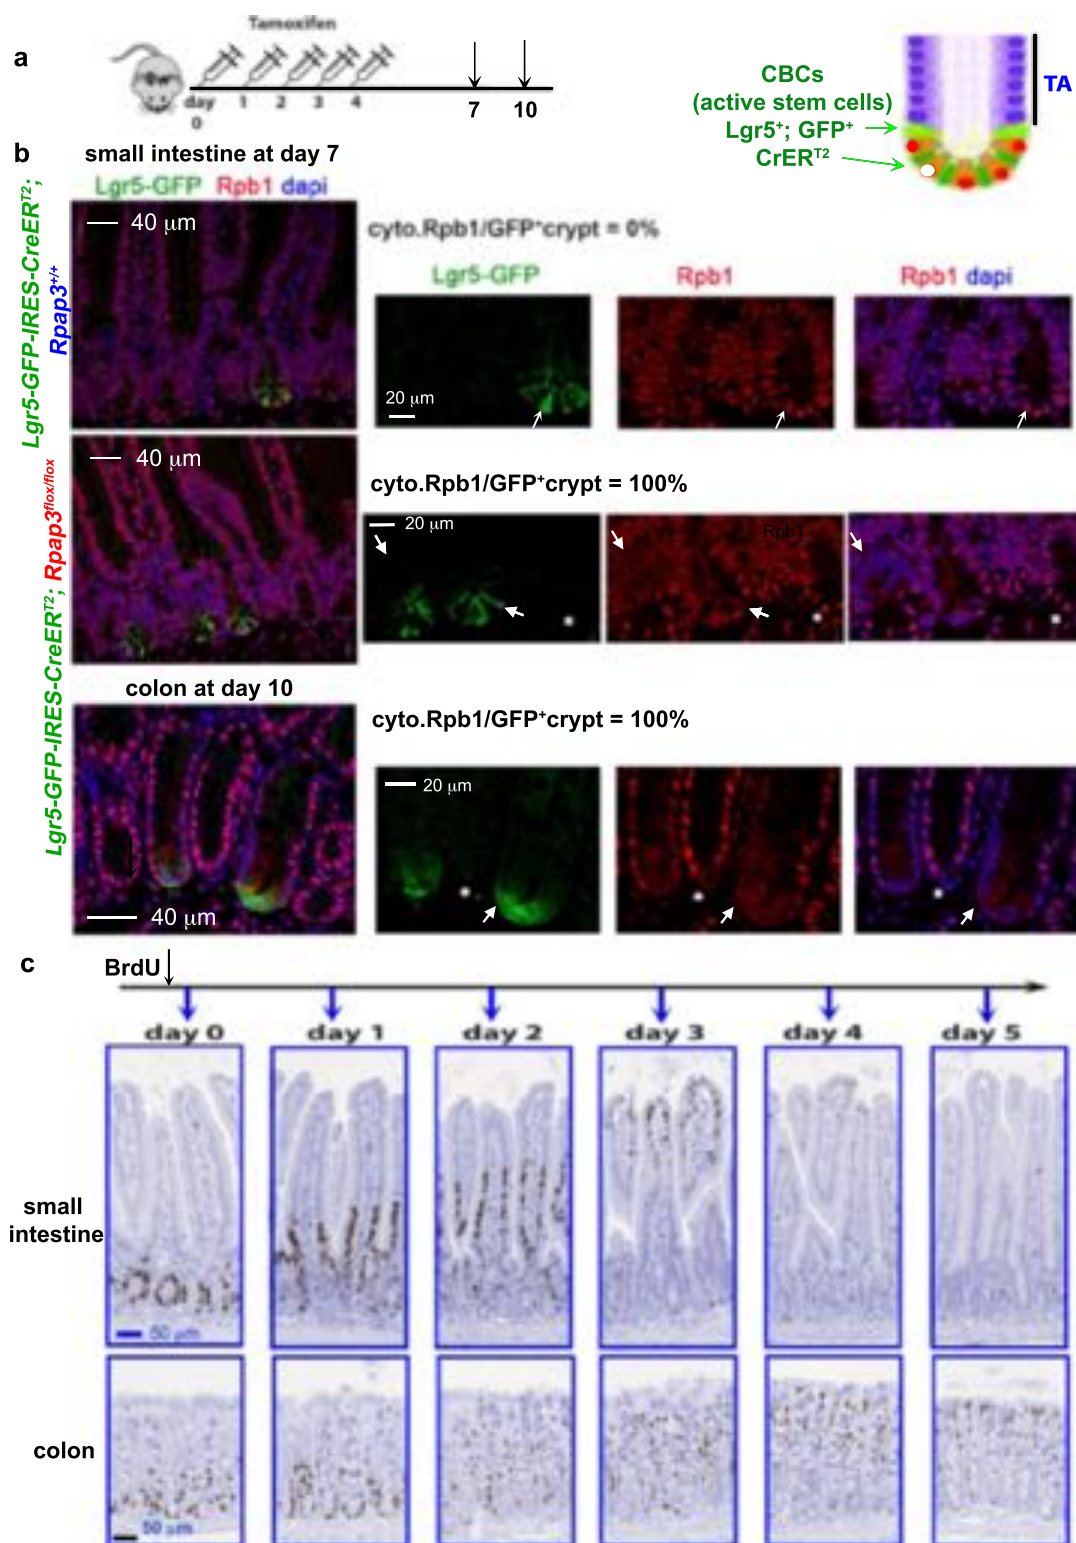 Tamoxifen
a
day
0
1
2
3
4
7
10
CBCs
(active stem cells)
Lgr5+; GFP+
CrERT2
TA
b
small intestine at day 7
Lgr5-GFP Rpb1 dapi
Lgr5-GFP-IRES-CreERT2;
Rpap3+/+
40 µm
cyto.Rpb1/GFP+crypt = 0%
Lgr5-GFP
Rpb1
Rpb1 dapi
20 µm
Lgr5-GFP-IRES-CreERT2; Rpap3flox/flox
40 µm
cyto.Rpb1/GFP+crypt = 100%
20 µm
Rpb1
colon at day 10
cyto.Rpb1/GFP+crypt = 100%
40 µm
20 µm
c
BrdU
day 0
day 1
day 2
day 3
day 4
day 5
small
intestine
50 µm
colon
50 µm